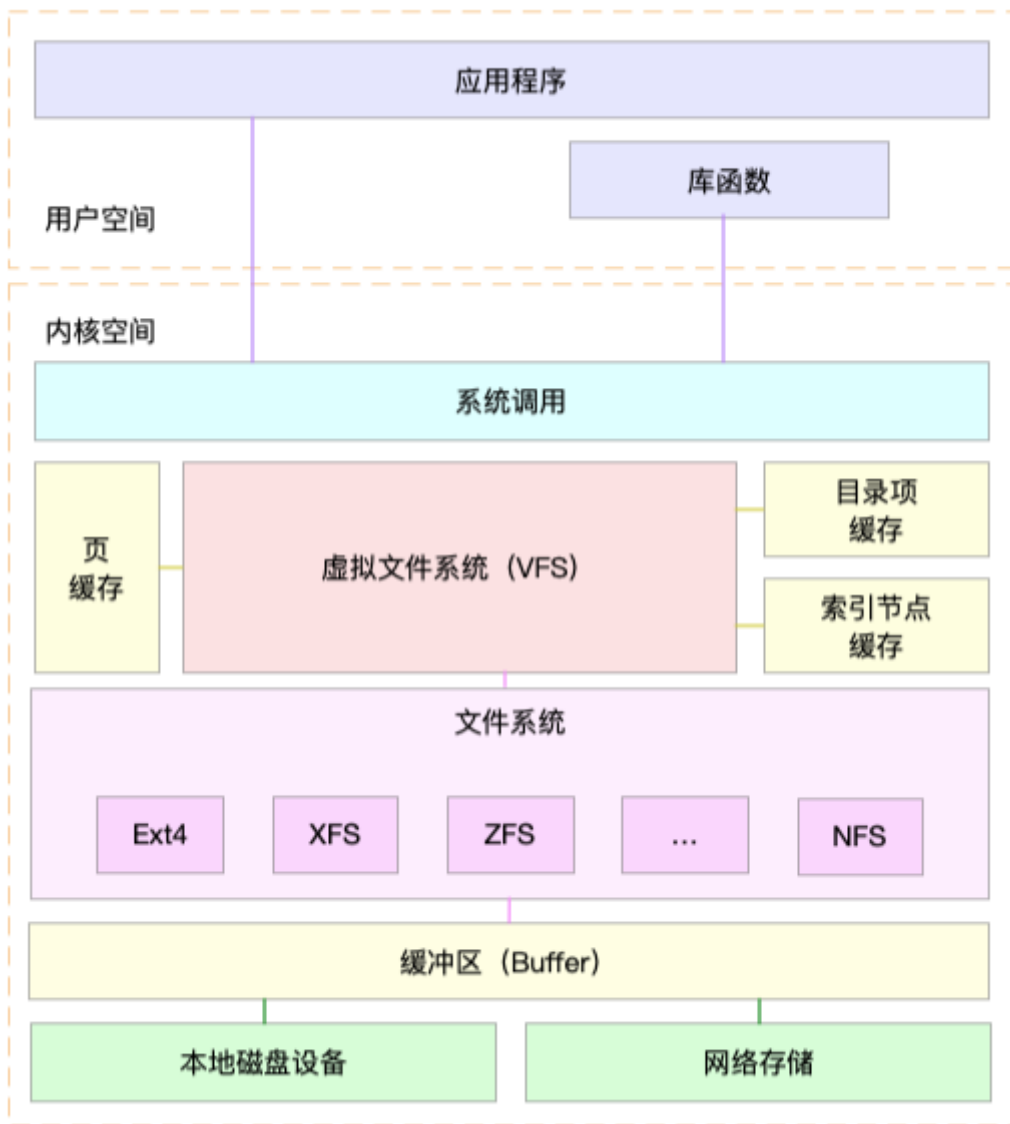 应用程序
库函数
用户空间
内核空间
系统调用
页
缓存
虚拟文件系统（VFS）
目录项
缓存
索引节点
缓存
文件系统
Ext4
XFS
ZFS
...
NFS
缓冲区（Buffer）
本地磁盘设备
网络存储